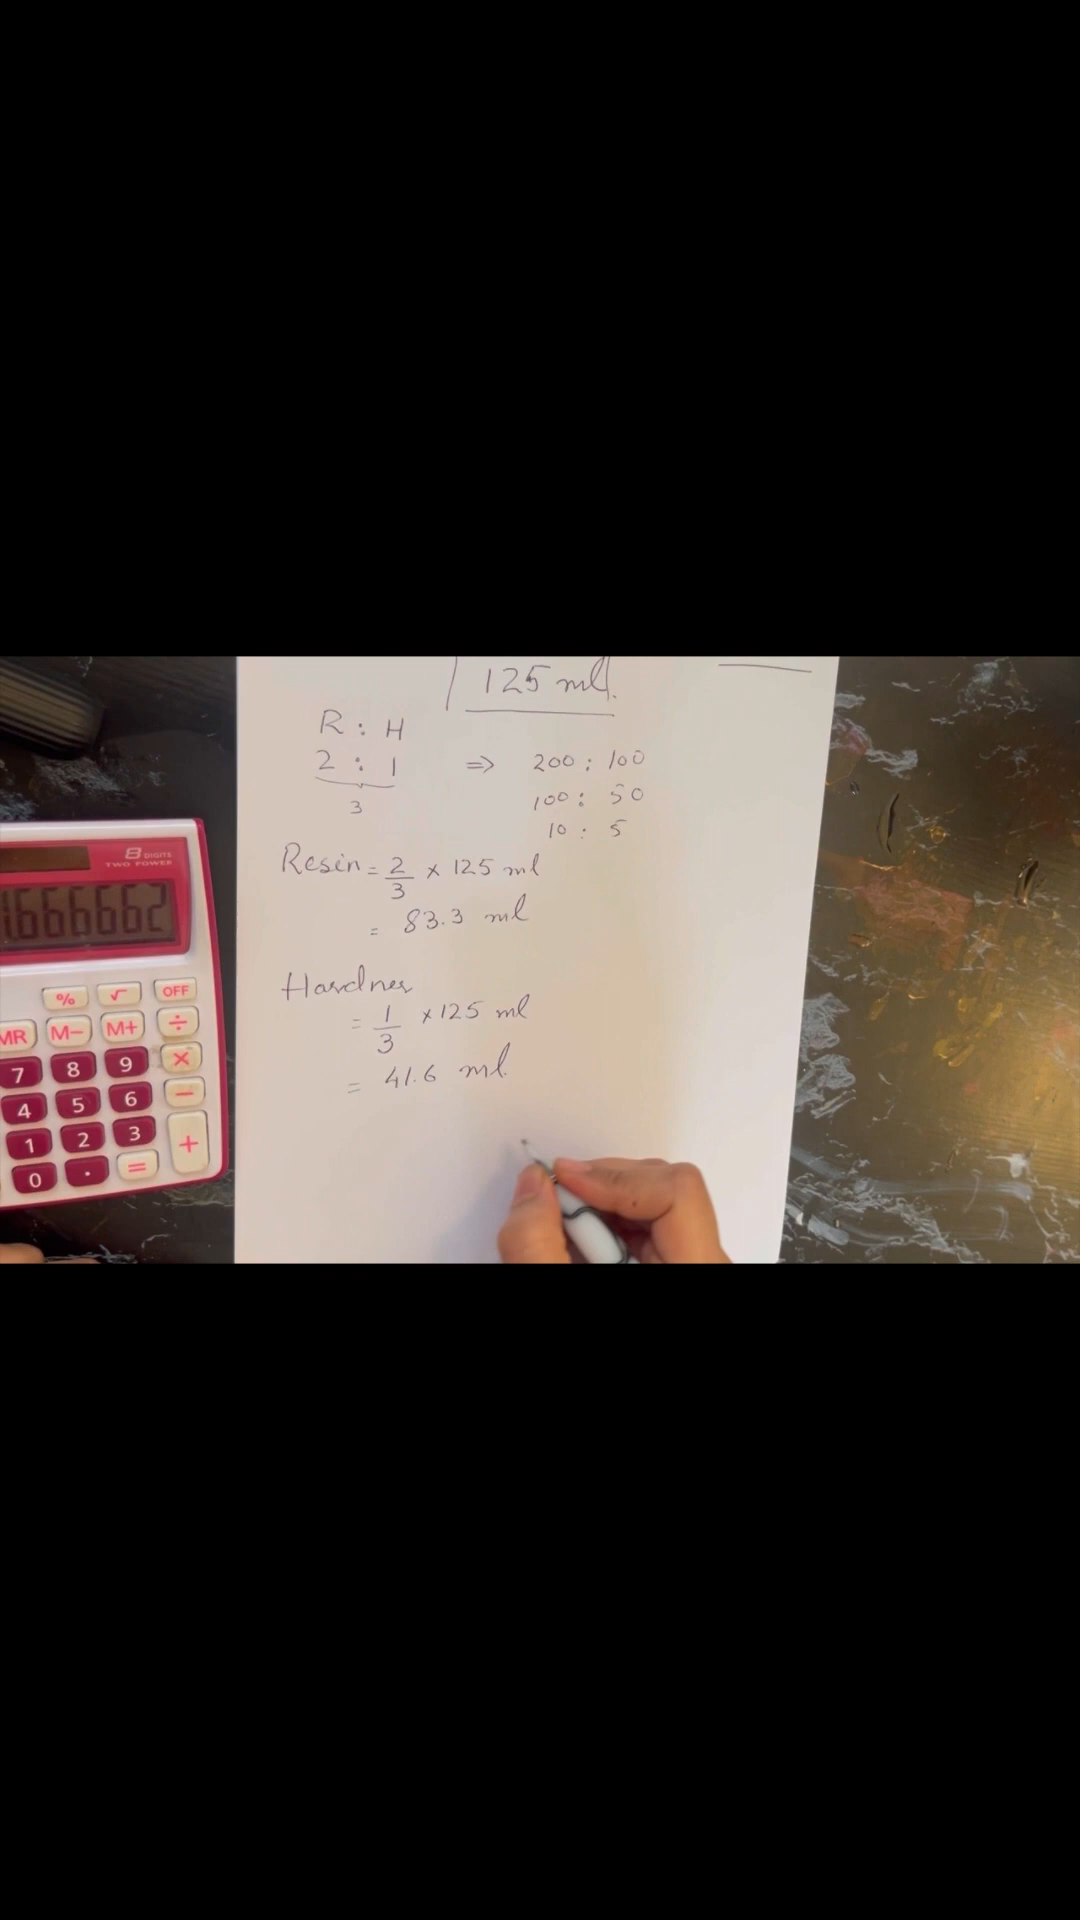 125 ml.
R : H
2 : 1 ⇒ 200 : 100
3
100 : 50
10 : 5
Resin = 2/3 × 125 ml
= 83.3 ml
Hardner
= 1/3 × 125 ml
= 41.6 ml.
8 DIGITS
TWO POWER
1.666662
% √ OFF
MR M− M+ ÷
7 8 9 ×
4 5 6 −
1 2 3 +
0 . =